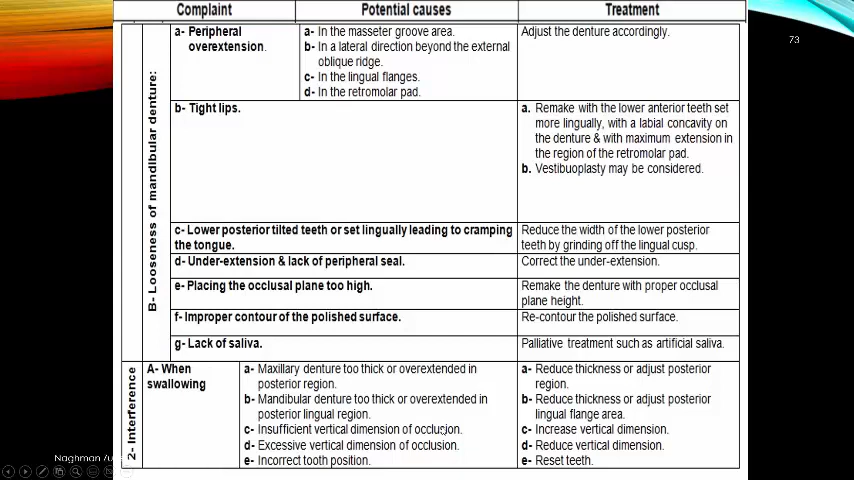 Complaint Potential causes Treatment
73
B- Looseness of mandibular denture:
a- Peripheral overextension.
a- In the masseter groove area.
b- In a lateral direction beyond the external
oblique ridge.
c- In the lingual flanges.
d- In the retromolar pad.
Adjust the denture accordingly.
b- Tight lips.
a. Remake with the lower anterior teeth set
more lingually, with a labial concavity on
the denture & with maximum extension in
the region of the retromolar pad.
b. Vestibuoplasty may be considered.
c- Lower posterior tilted teeth or set lingually leading to cramping
the tongue.
Reduce the width of the lower posterior
teeth by grinding off the lingual cusp.
d- Under-extension & lack of peripheral seal.
Correct the under-extension.
e- Placing the occlusal plane too high.
Remake the denture with proper occlusal
plane height.
f- Improper contour of the polished surface.
Re-contour the polished surface.
g- Lack of saliva.
Palliative treatment such as artificial saliva.
2- Interference
A- When
swallowing
a- Maxillary denture too thick or overextended in
posterior region.
b- Mandibular denture too thick or overextended in
posterior lingual region.
c- Insufficient vertical dimension of occlusion.
d- Excessive vertical dimension of occlusion.
e- Incorrect tooth position.
a- Reduce thickness or adjust posterior
region.
b- Reduce thickness or adjust posterior
lingual flange area.
c- Increase vertical dimension.
d- Reduce vertical dimension.
e- Reset teeth.
Naghman